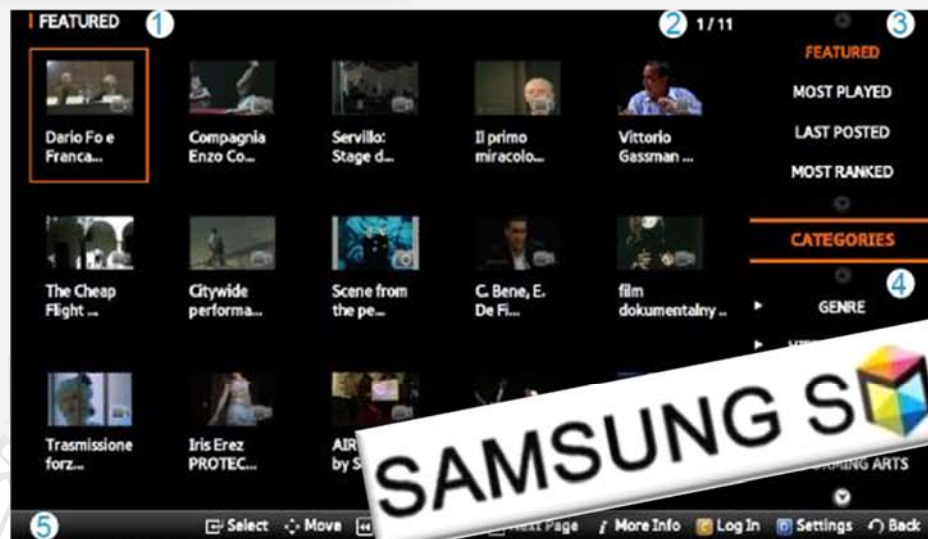 FEATURED 1
2 1/11
3
FEATURED
MOST PLAYED
LAST POSTED
MOST RANKED
CATEGORIES
4
GENRE
Dario Fo e
Franca...
Compagnia
Enzo Co...
Servillo:
Stage d...
Il primo
miracolo...
Vittorio
Gassman ...
The Cheap
Flight ...
Citywide
performa...
Scene from
the pe...
C. Bene, E.
De Fi...
film
dokumentalny ..
Trasmissione
forz...
Iris Erez
PROTEC...
AIR
by S
SAMSUNG S
ARTS
5
Select
Move
Page
More Info
C Log In
D Settings
Back